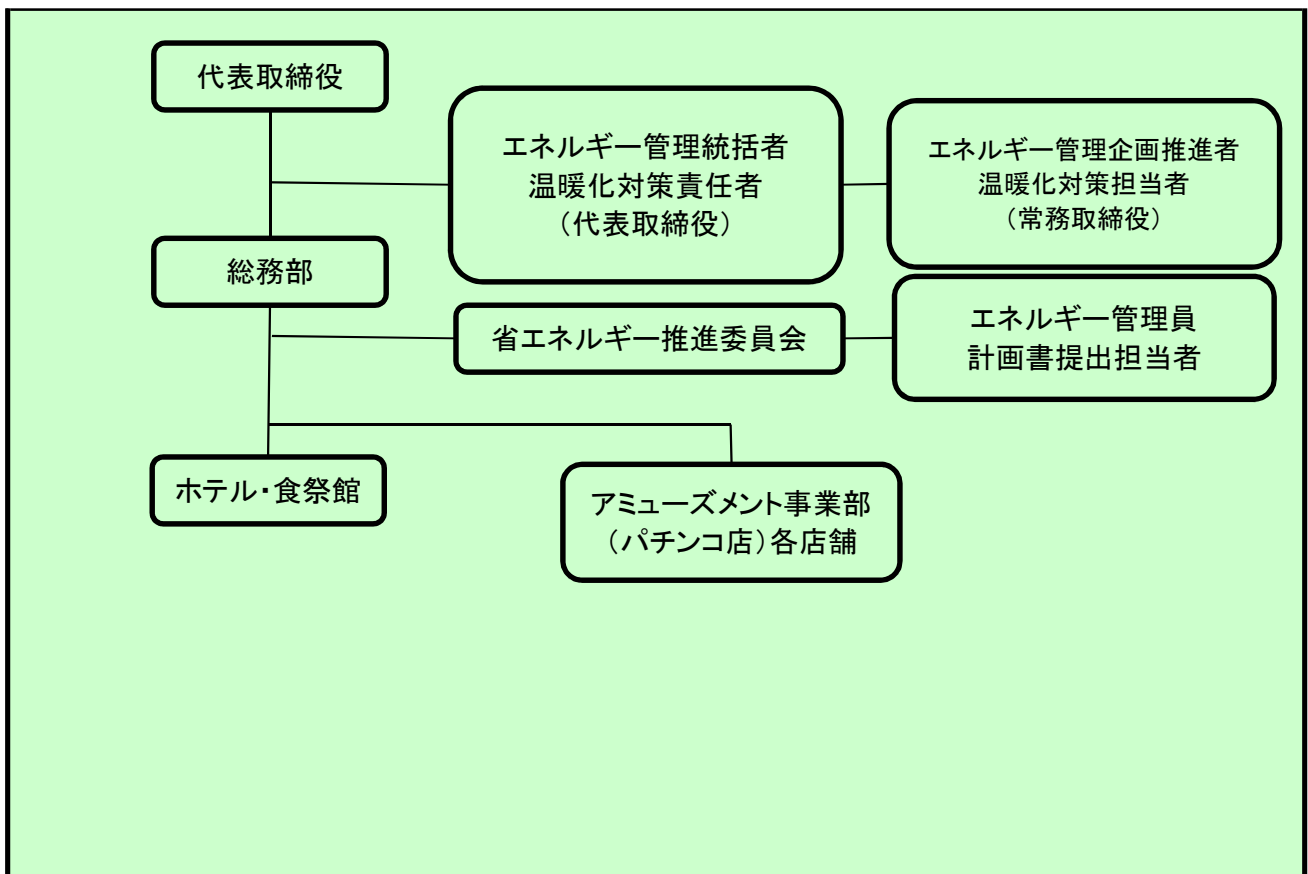 代表取締役
エネルギー管理統括者
温暖化対策責任者
（代表取締役）
エネルギー管理企画推進者
温暖化対策担当者
（常務取締役）
総務部
省エネルギー推進委員会
エネルギー管理員
計画書提出担当者
ホテル・食祭館
アミューズメント事業部
（パチンコ店）各店舗